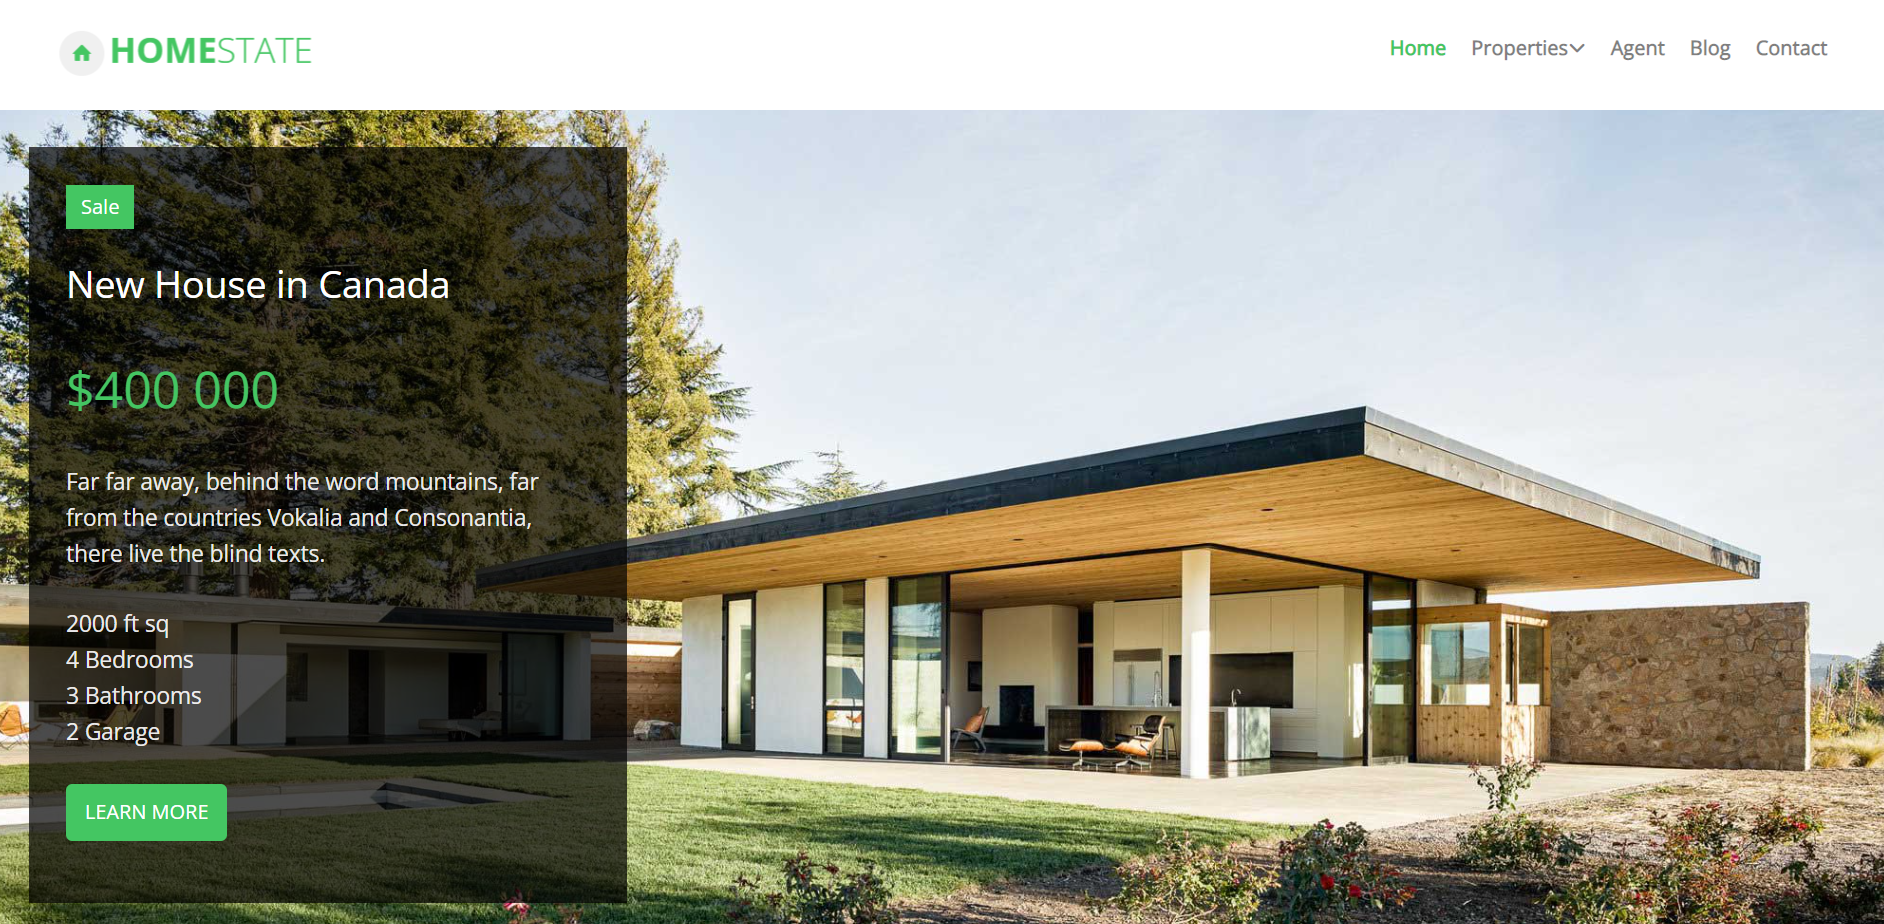 HOMESTATE
Home Properties Agent Blog Contact
Sale
New House in Canada
$400 000
Far far away, behind the word mountains, far
from the countries Vokalia and Consonantia,
there live the blind texts.
2000 ft sq
4 Bedrooms
3 Bathrooms
2 Garage
LEARN MORE